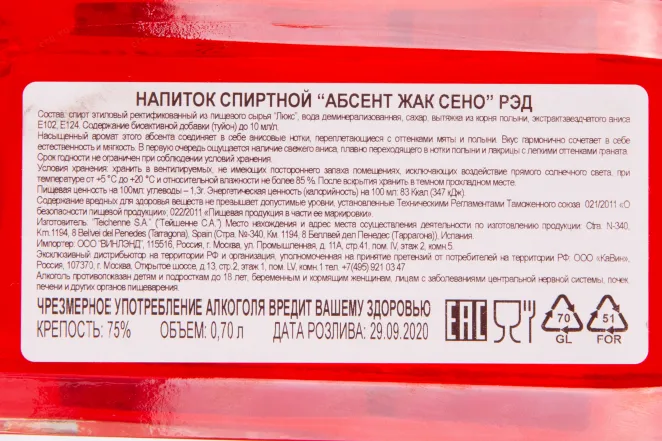 НАПИТОК СПИРТНОЙ "АБСЕНТ ЖАК СЕНО" РЭД
Состав: спирт этиловый ректификованный из пищевого сырья "Люкс", вода деминерализованная, сахар, вытяжка из корня полыни, экстракт звездчатого аниса
Е102, Е124. Содержание биоактивной добавки (туйон) до 10 мг/л.
Насыщенный аромат этого абсента соединяет в себе анисовые нотки, переплетающиеся с оттенками мяты и полыни. Вкус гармонично сочетает в себе
естественность и мягкость. В первую очередь ощущается наличие свежего аниса, плавно переходящего в нотки полыни и лакрицы с легкими оттенками граната.
Срок годности не ограничен при соблюдении условий хранения.
Условия хранения: хранить в вентилируемых, не имеющих постороннего запаха помещениях, исключающих воздействие прямого солнечного света, при
температуре от +5 °С до +20 °С и относительной влажности не более 85 %. После вскрытия хранить в темном прохладном месте.
Пищевая ценность на 100мл: углеводы – 1,3г. Энергетическая ценность (калорийность) на 100 мл: 83 Ккал (347 кДж).
Содержание вредных для здоровья веществ не превышает допустимые уровни, установленные Техническими Регламентами Таможенного союза 021/2011 «О
безопасности пищевой продукции»; 022/2011 «Пищевая продукция в части ее маркировки».
Изготовитель: "Teichenne S.A." ("Тейшенне С.А.") Место нахождения и адрес места осуществления деятельности по изготовлению продукции: Ctra. N-340,
Km.1194, 8 Bellvei del Penedes (Tarragona), Spain (Стра. №-340, Км. 1194, 8 Беллвей дел Пенедес (Таррагона)), Испания.
Импортер: ООО "ВИНЛЭНД", 115516, Россия, г. Москва, ул. Промышленная, д. 11А, стр.41, пом. IV, этаж 2, комн.5.
Эксклюзивный дистрибьютор на территории РФ и организация, уполномоченная на принятие претензий от потребителей на территории РФ: ООО «КаВин»,
Россия, 107370, г. Москва, Открытое шоссе, д.13, стр.2, этаж 1, пом. LV, комн.1 тел. +7(495) 921 03 47
Алкоголь противопоказан детям и подросткам до 18 лет, беременным и кормящим женщинам, лицам с заболеваниями центральной нервной системы, почек,
печени и других органов пищеварения.
ЧРЕЗМЕРНОЕ УПОТРЕБЛЕНИЕ АЛКОГОЛЯ ВРЕДИТ ВАШЕМУ ЗДОРОВЬЮ
КРЕПОСТЬ: 75% ОБЪЕМ: 0,70 л ДАТА РОЗЛИВА: 29.09.2020
ЕАС
70
GL
51
FOR